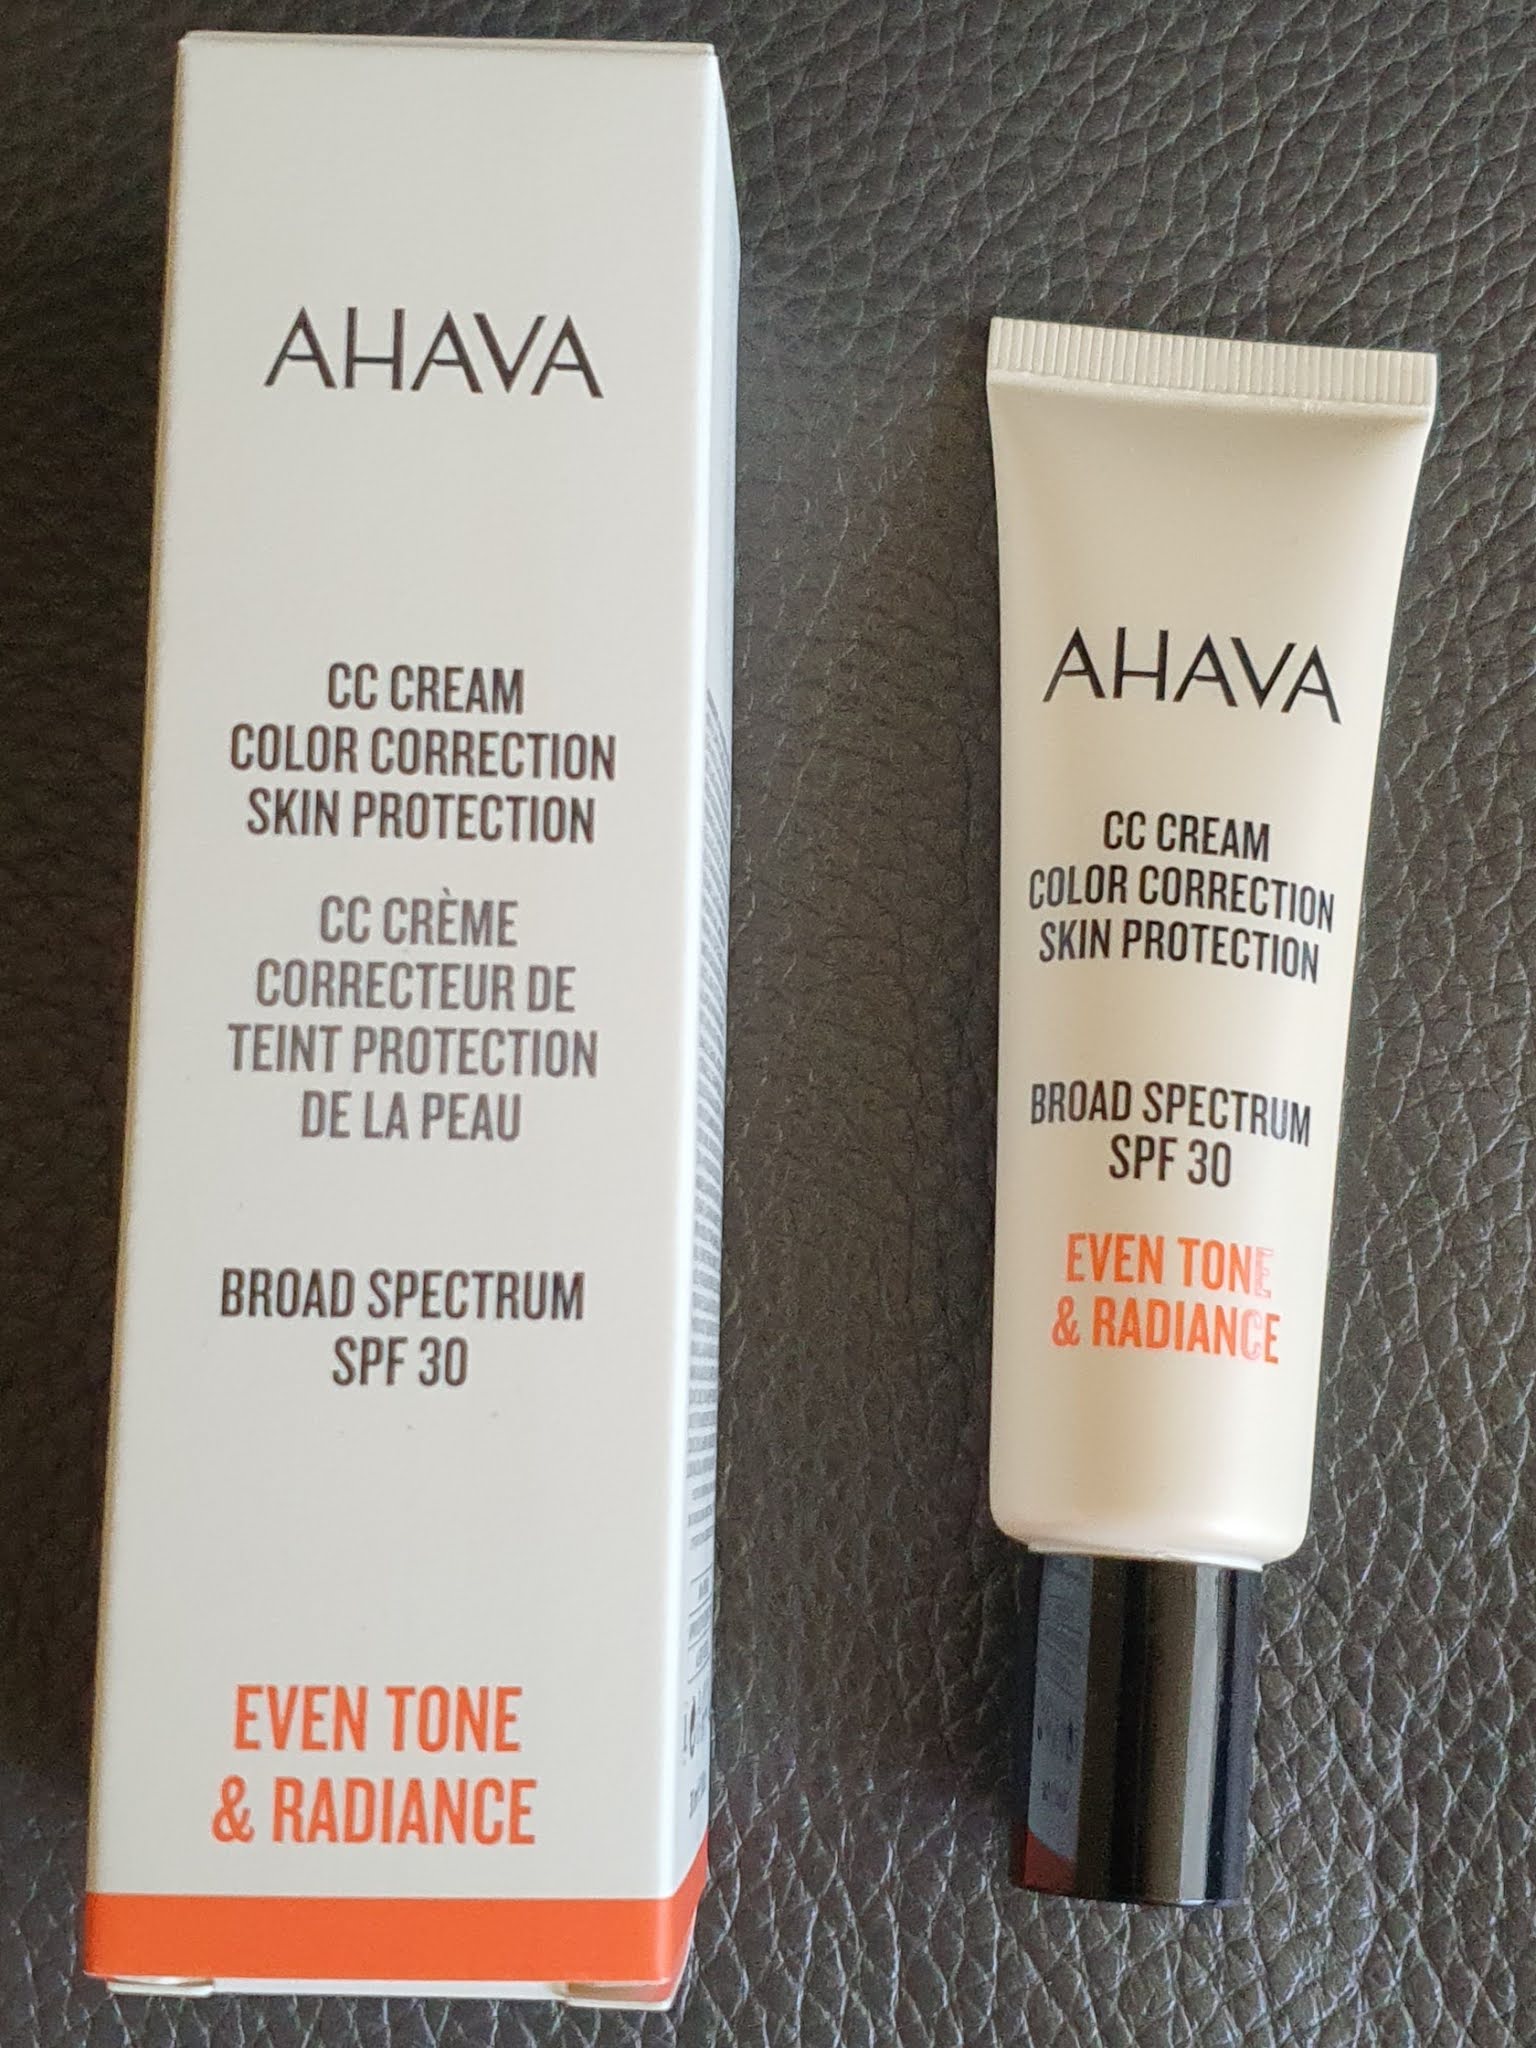 AHAVA
CC CREAM
COLOR CORRECTION
SKIN PROTECTION
CC CRÈME
CORRECTEUR DE
TEINT PROTECTION
DE LA PEAU
BROAD SPECTRUM
SPF 30
EVEN TONE
& RADIANCE
AHAVA
CC CREAM
COLOR CORRECTION
SKIN PROTECTION
BROAD SPECTRUM
SPF 30
EVEN TONE
& RADIANCE